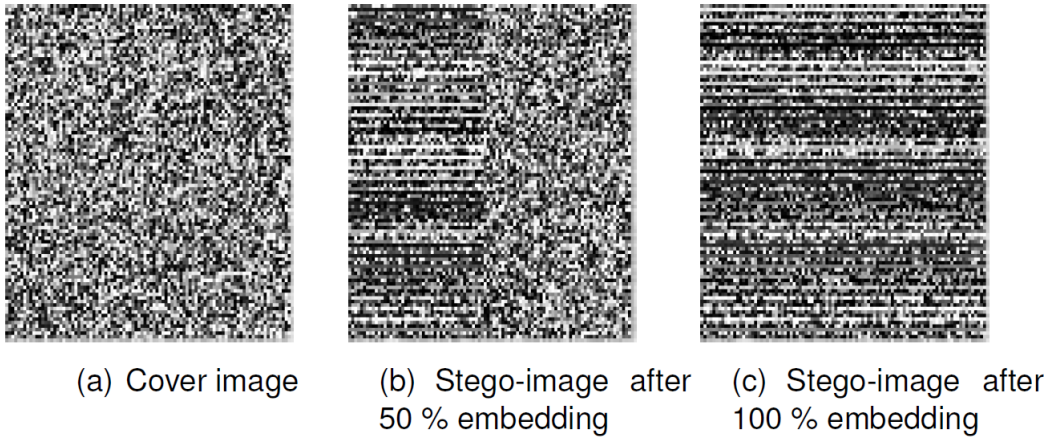 (a) Cover image
(b) Stego-image after
50 % embedding
(c) Stego-image after
100 % embedding